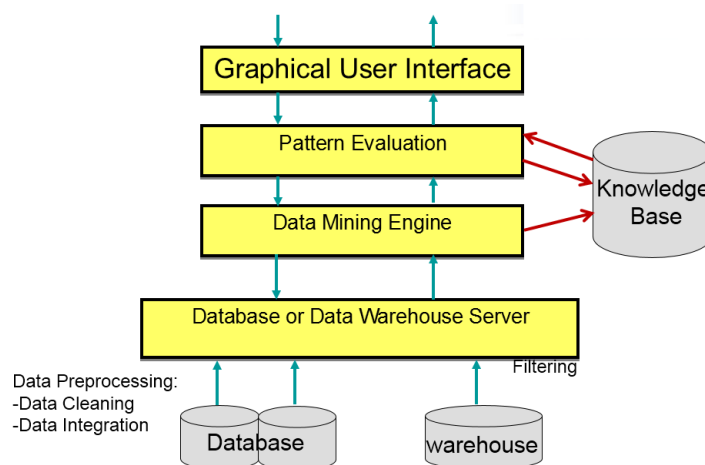 Graphical User Interface
Pattern Evaluation
Knowledge
Base
Data Mining Engine
Database or Data Warehouse Server
Filtering
Data Preprocessing:
-Data Cleaning
-Data Integration
Database
warehouse